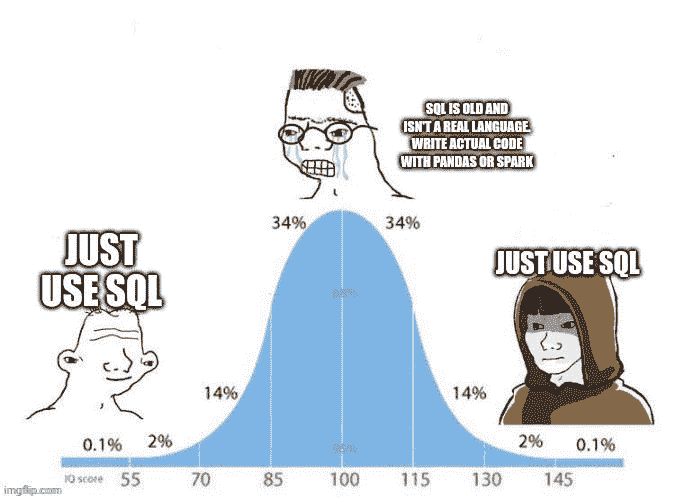 SQL IS OLD AND
ISN'T A REAL LANGUAGE.
WRITE ACTUAL CODE
WITH PANDAS OR SPARK
34% 34%
JUST
USE SQL
JUST USE SQL
14% 14%
0.1% 2% 2% 0.1%
IQ score 55 70 85 100 115 130 145
imgflip.com